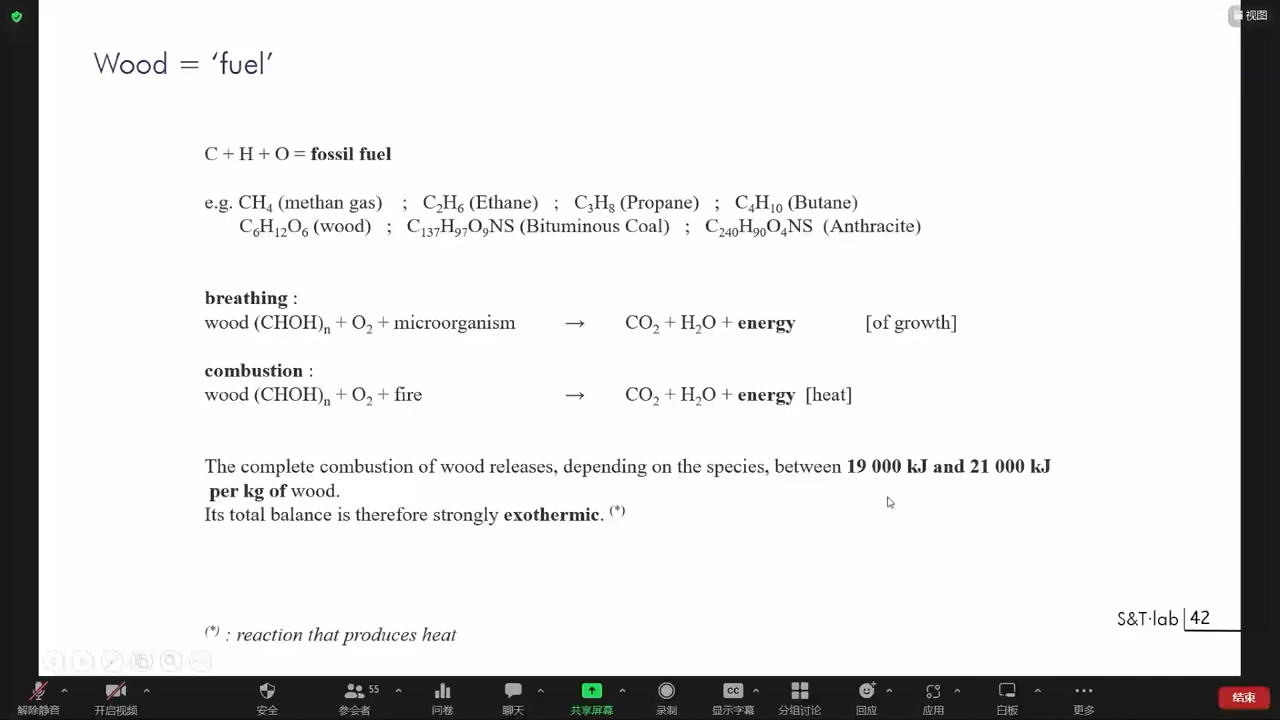 视图
Wood = ‘fuel’
C + H + O = fossil fuel
e.g. CH₄ (methan gas) ; C₂H₆ (Ethane) ; C₃H₈ (Propane) ; C₄H₁₀ (Butane)
C₆H₁₂O₆ (wood) ; C₁₃₇H₉₇O₉NS (Bituminous Coal) ; C₂₄₀H₉₀O₄NS (Anthracite)
breathing :
wood (CHOH)ₙ + O₂ + microorganism → CO₂ + H₂O + energy [of growth]
combustion :
wood (CHOH)ₙ + O₂ + fire → CO₂ + H₂O + energy [heat]
The complete combustion of wood releases, depending on the species, between 19 000 kJ and 21 000 kJ
per kg of wood.
Its total balance is therefore strongly exothermic. (*)
S&T·lab 42
(*) : reaction that produces heat
55
CC
解除静音 开启视频 安全 参会者 问卷 聊天 共享屏幕 录制 显示字幕 分组讨论 回应 应用 白板 更多 结束